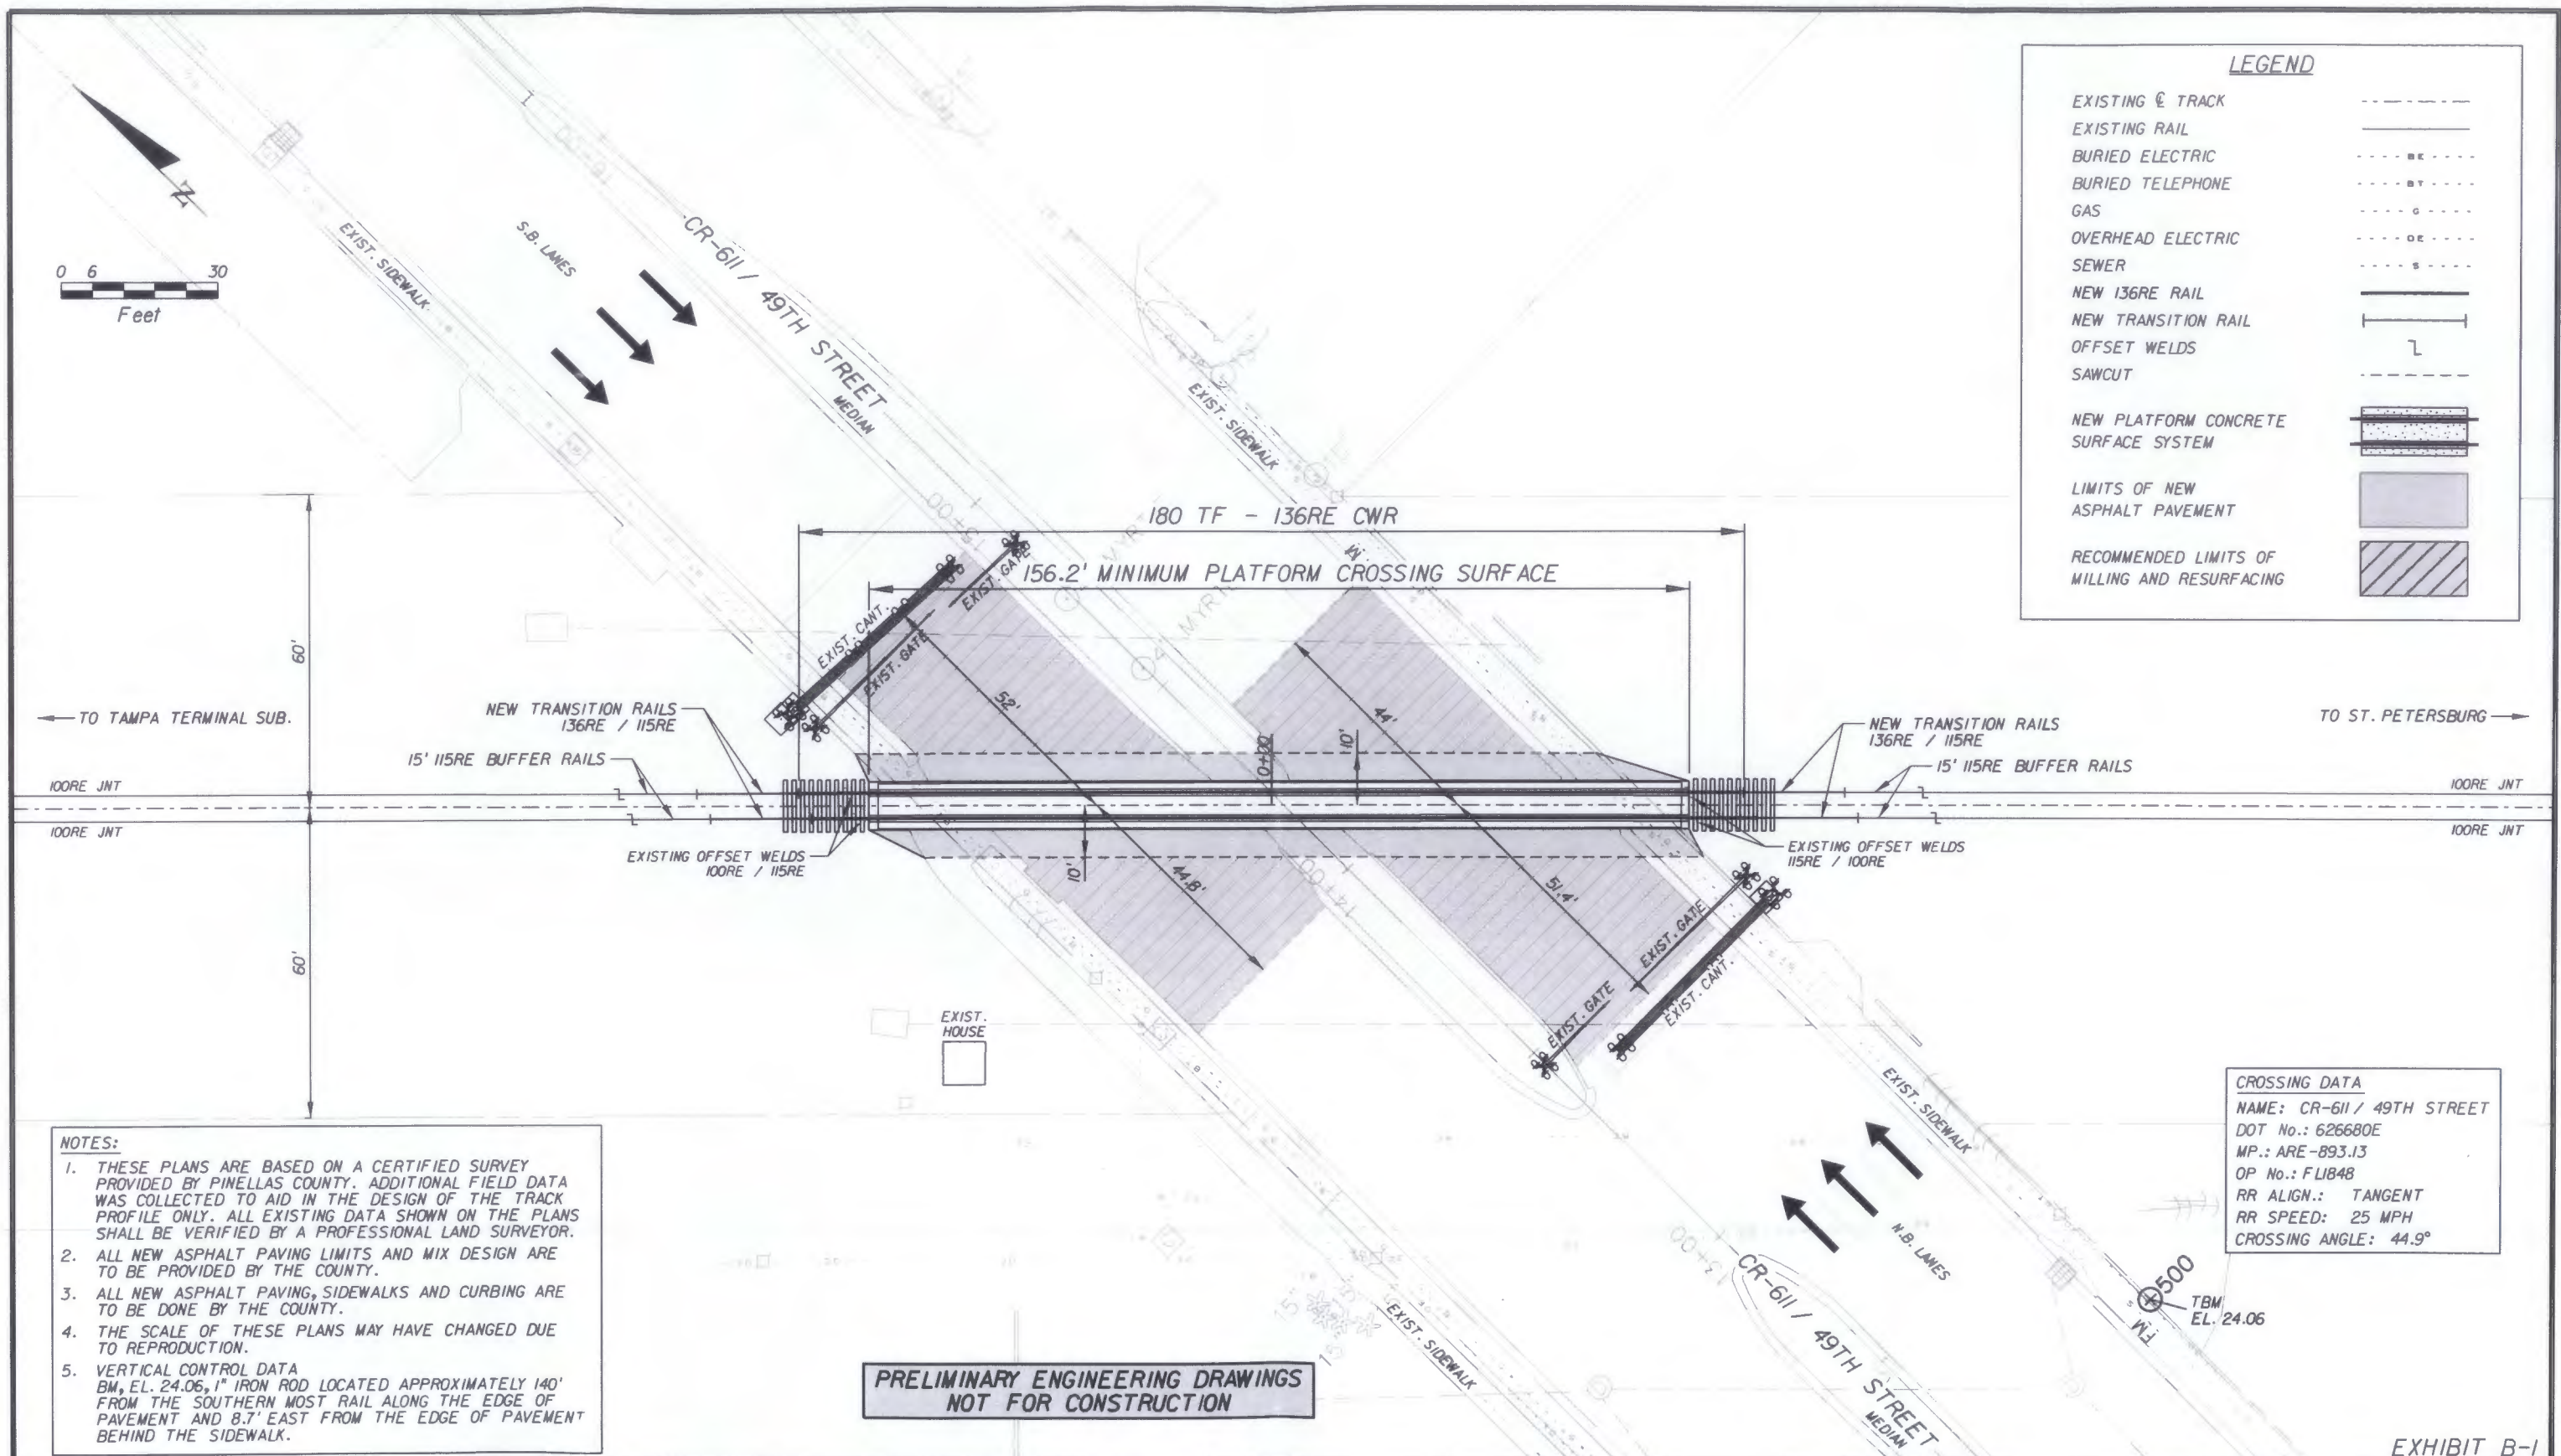 LEGEND
EXISTING ℄ TRACK
EXISTING RAIL
BURIED ELECTRIC
BE
BURIED TELEPHONE
BT
GAS
G
OVERHEAD ELECTRIC
OE
SEWER
S
NEW 136RE RAIL
NEW TRANSITION RAIL
OFFSET WELDS
SAWCUT
NEW PLATFORM CONCRETE
SURFACE SYSTEM
LIMITS OF NEW
ASPHALT PAVEMENT
RECOMMENDED LIMITS OF
MILLING AND RESURFACING
N
0 6 30
Feet
EXIST. SIDEWALK
S.B. LANES
CR-611 / 49TH STREET
MEDIAN
EXIST. SIDEWALK
15+00
180 TF - 136RE CWR
156.2' MINIMUM PLATFORM CROSSING SURFACE
EXIST. CANT.
EXIST. GATE
EXIST. GATE
60'
60'
TO TAMPA TERMINAL SUB.
NEW TRANSITION RAILS
136RE / 115RE
15' 115RE BUFFER RAILS
100RE JNT
100RE JNT
EXISTING OFFSET WELDS
100RE / 115RE
52'
44'
0+00
10'
10'
44.8'
51.4'
14+00
TO ST. PETERSBURG
NEW TRANSITION RAILS
136RE / 115RE
15' 115RE BUFFER RAILS
100RE JNT
100RE JNT
EXISTING OFFSET WELDS
115RE / 100RE
EXIST. GATE
EXIST. GATE
EXIST. CANT.
EXIST.
HOUSE
EXIST. SIDEWALK
N.B. LANES
13+00
CR-611 / 49TH STREET
MEDIAN
EXIST. SIDEWALK
500
TBM
EL. 24.06
FM
CROSSING DATA
NAME: CR-611 / 49TH STREET
DOT No.: 626680E
MP.: ARE-893.13
OP No.: FL1848
RR ALIGN.: TANGENT
RR SPEED: 25 MPH
CROSSING ANGLE: 44.9°
NOTES:
1. THESE PLANS ARE BASED ON A CERTIFIED SURVEY
PROVIDED BY PINELLAS COUNTY. ADDITIONAL FIELD DATA
WAS COLLECTED TO AID IN THE DESIGN OF THE TRACK
PROFILE ONLY. ALL EXISTING DATA SHOWN ON THE PLANS
SHALL BE VERIFIED BY A PROFESSIONAL LAND SURVEYOR.
2. ALL NEW ASPHALT PAVING LIMITS AND MIX DESIGN ARE
TO BE PROVIDED BY THE COUNTY.
3. ALL NEW ASPHALT PAVING, SIDEWALKS AND CURBING ARE
TO BE DONE BY THE COUNTY.
4. THE SCALE OF THESE PLANS MAY HAVE CHANGED DUE
TO REPRODUCTION.
5. VERTICAL CONTROL DATA
BM, EL. 24.06, 1" IRON ROD LOCATED APPROXIMATELY 140'
FROM THE SOUTHERN MOST RAIL ALONG THE EDGE OF
PAVEMENT AND 8.7' EAST FROM THE EDGE OF PAVEMENT
BEHIND THE SIDEWALK.
PRELIMINARY ENGINEERING DRAWINGS
NOT FOR CONSTRUCTION
EXHIBIT B-1